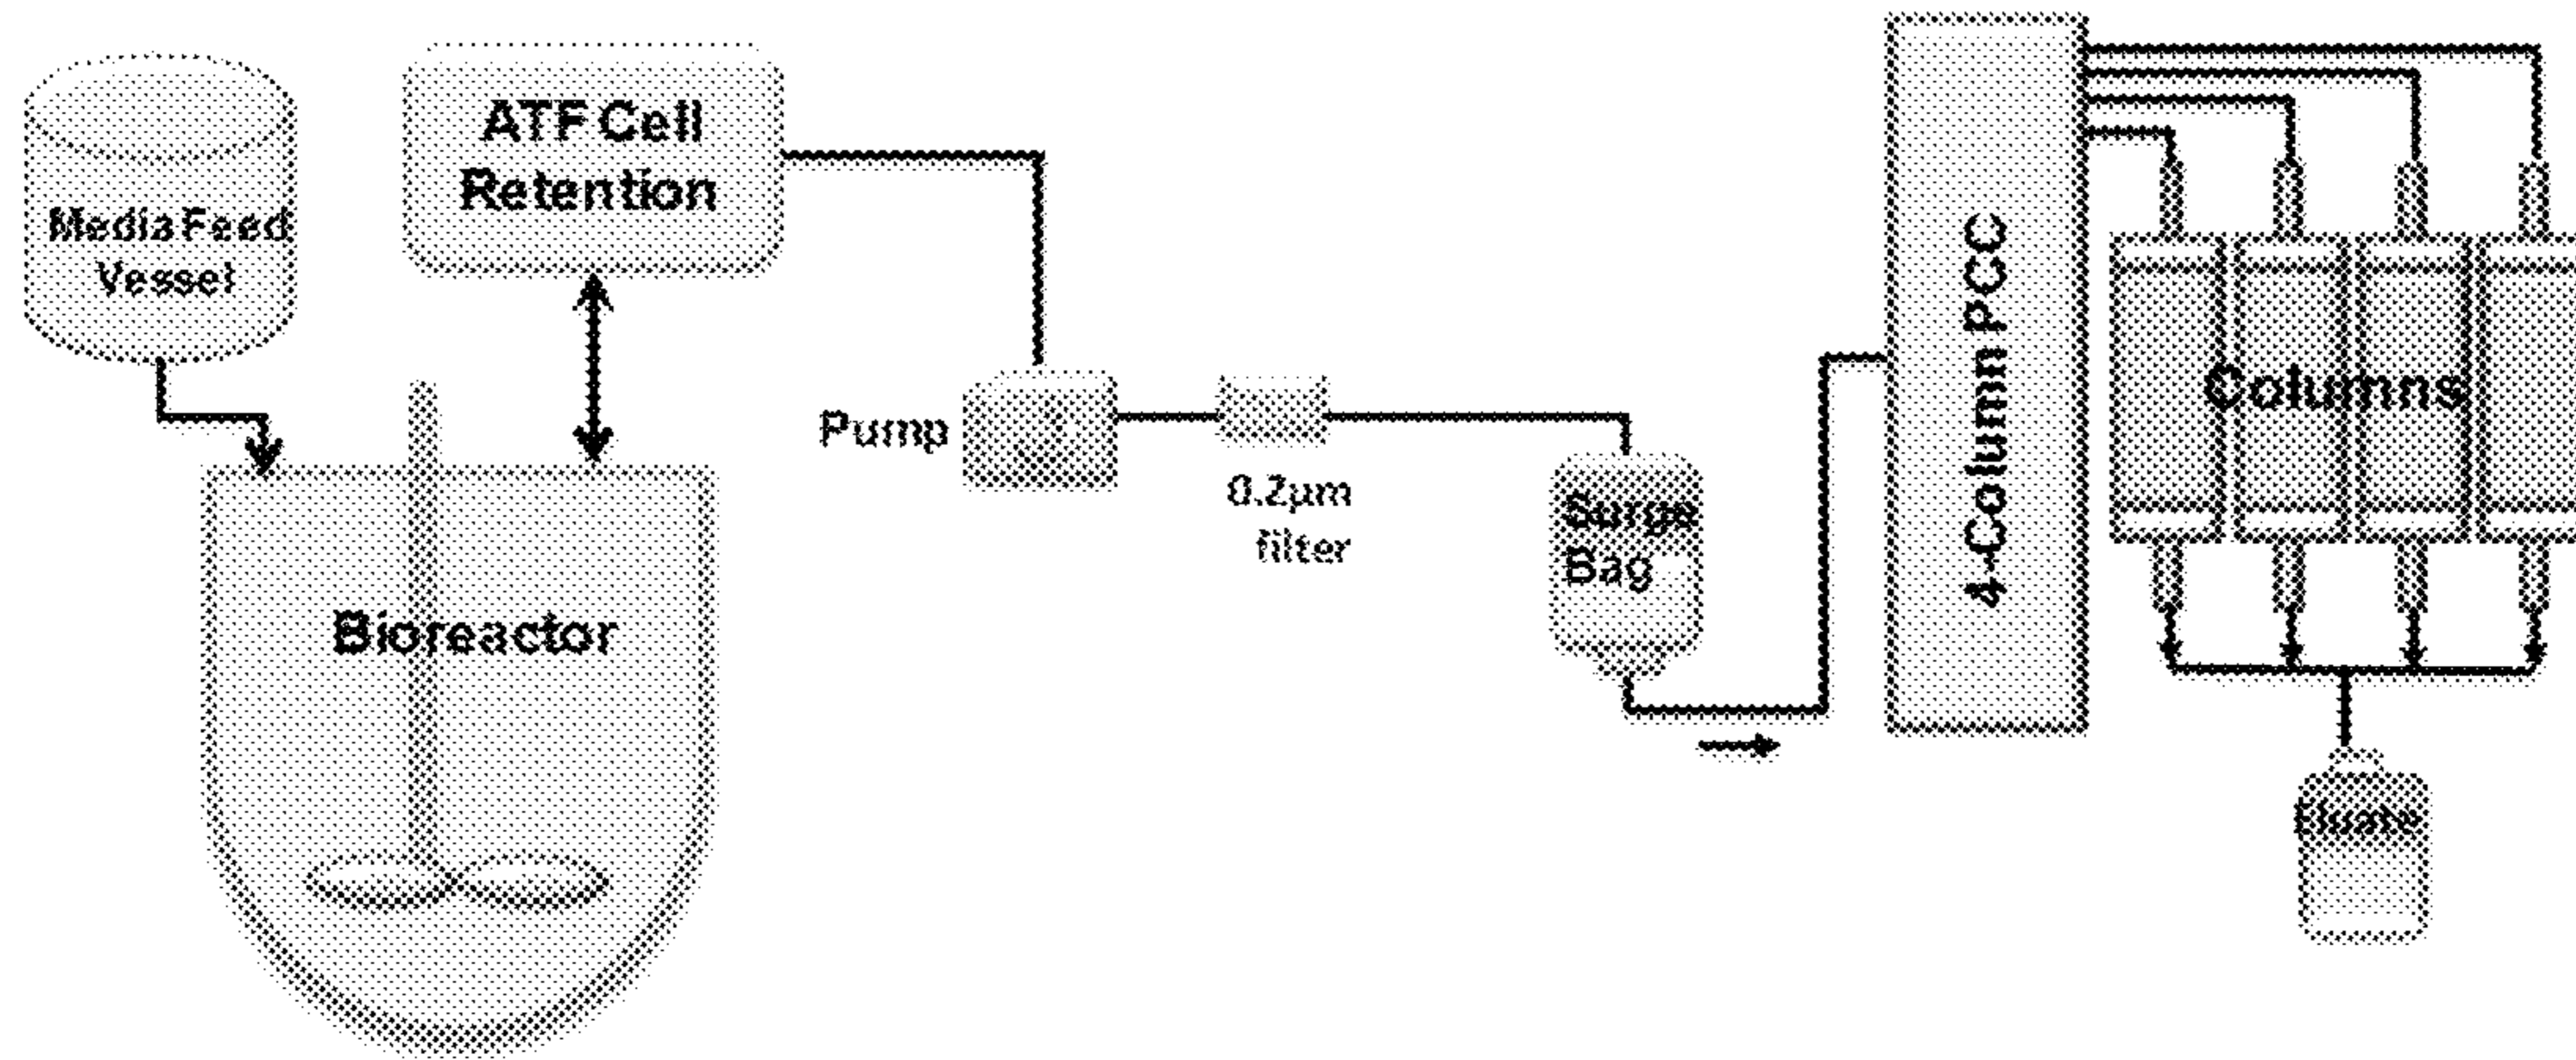 Media Feed
Vessel
ATF Cell
Retention
Bioreactor
Pump
0.2µm
filter
Surge
Bag
4-Column PCC
Columns
Eluate